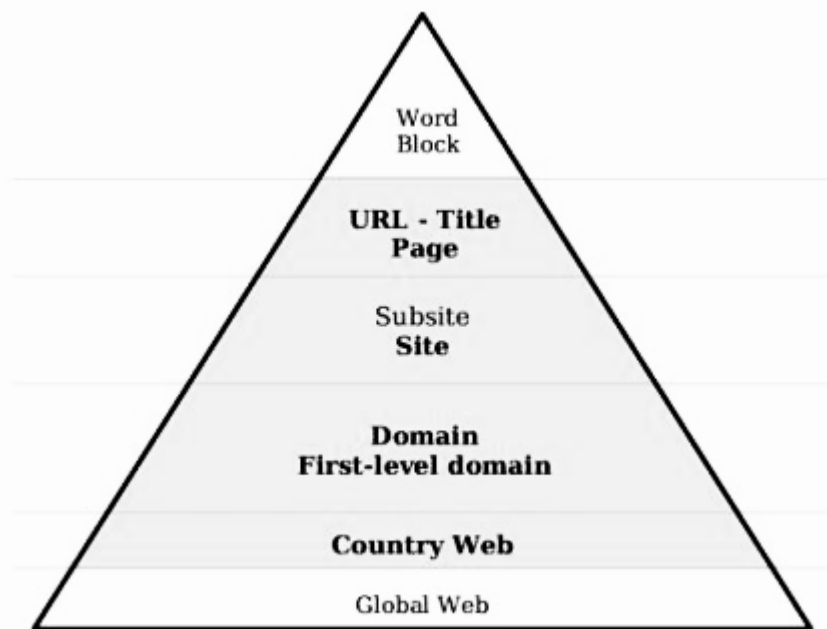 Word
Block
URL - Title
Page
Subsite
Site
Domain
First-level domain
Country Web
Global Web